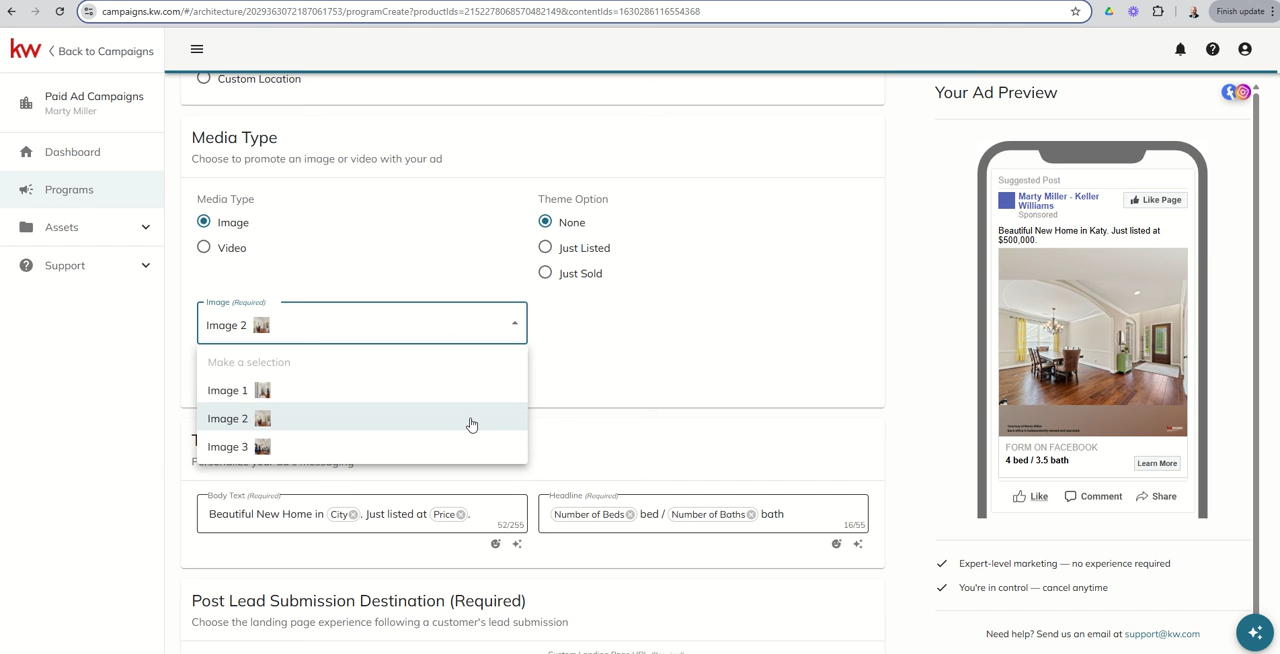 campaigns.kw.com/#/architecture/2029363072187061753/programCreate?productIds=2152278068570482149&contentIds=1630286116554368
Finish update
kw
Back to Campaigns
Paid Ad Campaigns
Marty Miller
Dashboard
Programs
Assets
Support
Custom Location
Media Type
Choose to promote an image or video with your ad
Media Type
Image
Video
Theme Option
None
Just Listed
Just Sold
Image (Required)
Image 2
Make a selection
Image 1
Image 2
Image 3
Body Text (Required)
Beautiful New Home in City. Just listed at Price.
52/255
Headline (Required)
Number of Beds bed / Number of Baths bath
16/55
Post Lead Submission Destination (Required)
Choose the landing page experience following a customer's lead submission
Your Ad Preview
Suggested Post
Marty Miller - Keller
Williams
Sponsored
Like Page
Beautiful New Home in Katy. Just listed at
$500,000.
FORM ON FACEBOOK
4 bed / 3.5 bath
Learn More
Like
Comment
Share
Expert-level marketing — no experience required
You're in control — cancel anytime
Need help? Send us an email at support@kw.com